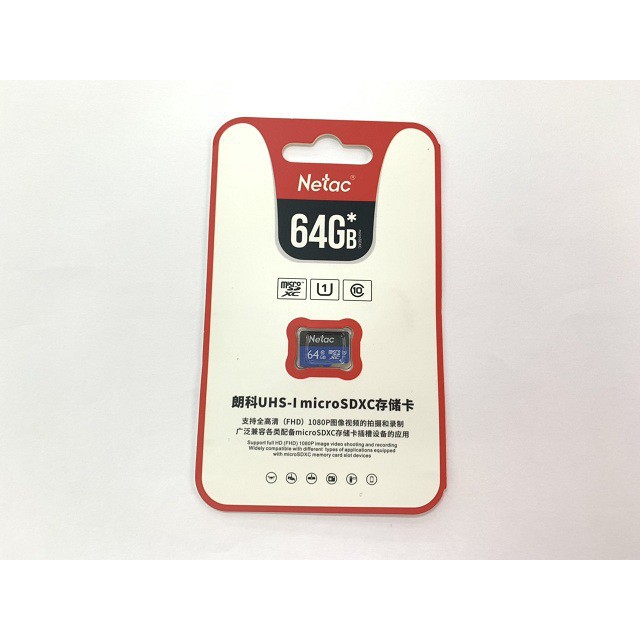 Netac®
64GB*
micro SD XC
U1
C10
Netac
64GB microSD XC I
朗科UHS-I microSDXC存储卡
支持全高清（FHD）1080P图像视频的拍摄和录制
广泛兼容各类配备microSDXC存储卡插槽设备的应用
Support full HD (FHD) 1080P image video shooting and recording
Widely compatible with different types of applications equipped
with microSDXC memory card slot devices